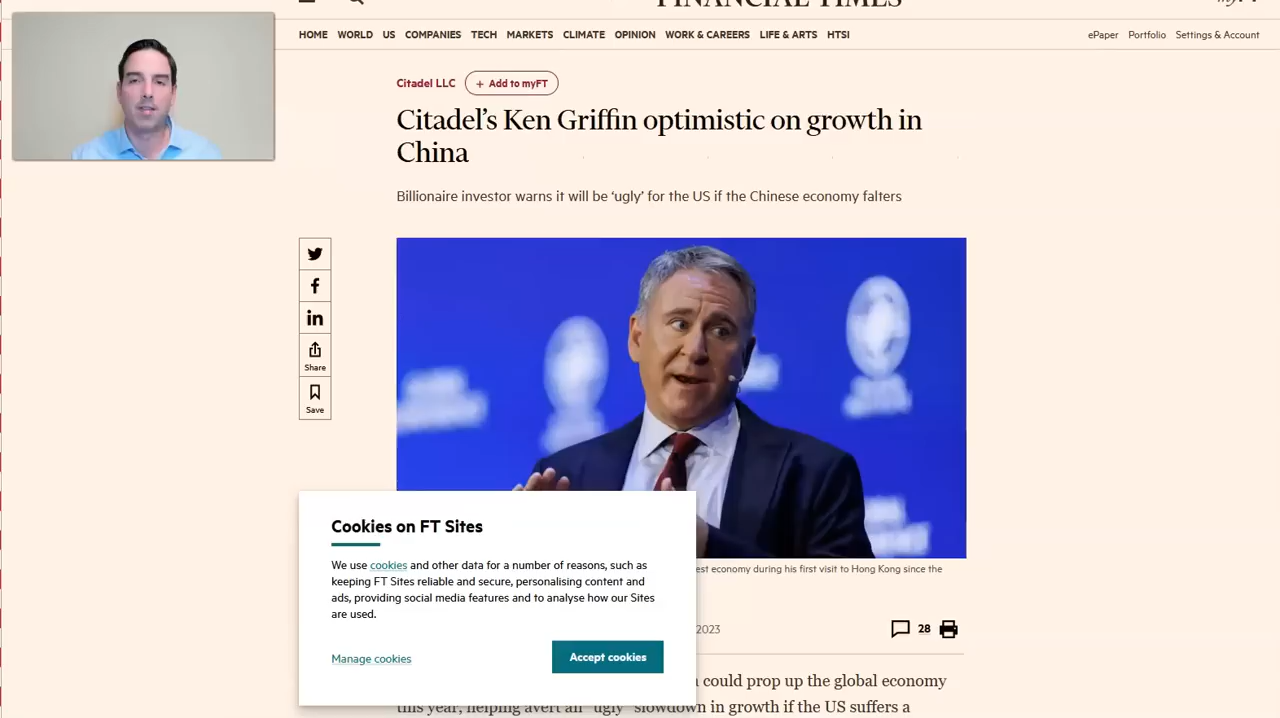 FINANCIAL TIMES
HOME WORLD US COMPANIES TECH MARKETS CLIMATE OPINION WORK & CAREERS LIFE & ARTS HTSI
ePaper Portfolio Settings & Account
Citadel LLC + Add to myFT
Citadel's Ken Griffin optimistic on growth in
China
Billionaire investor warns it will be 'ugly' for the US if the Chinese economy falters
Share
Save
Cookies on FT Sites
We use cookies and other data for a number of reasons, such as
keeping FT Sites reliable and secure, personalising content and
ads, providing social media features and to analyse how our Sites
are used.
Manage cookies
Accept cookies
economy during his first visit to Hong Kong since the
2023
28
could prop up the global economy
this year, helping avert an "ugly" slowdown in growth if the US suffers a